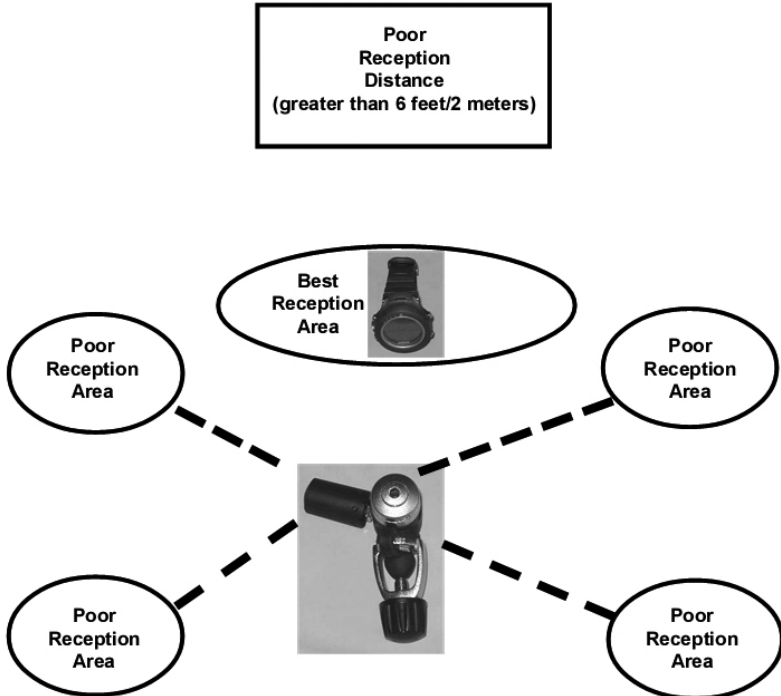 Poor
Reception
Distance
(greater than 6 feet/2 meters)
Best
Reception
Area
Poor
Reception
Area
Poor
Reception
Area
Poor
Reception
Area
Poor
Reception
Area